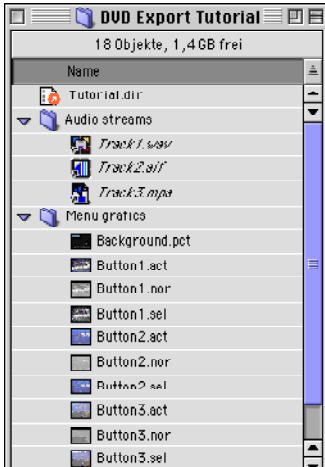 DVD Export Tutorial
18 Objekte, 1,4GB frei
Name
Tutorial.dir
Audio streams
Track1.wav
Track2.aif
Track3.mpa
Menu grafics
Background.pct
Button1.act
Button1.nor
Button1.sel
Button2.act
Button2.nor
Button2.sel
Button3.act
Button3.nor
Button3.sel